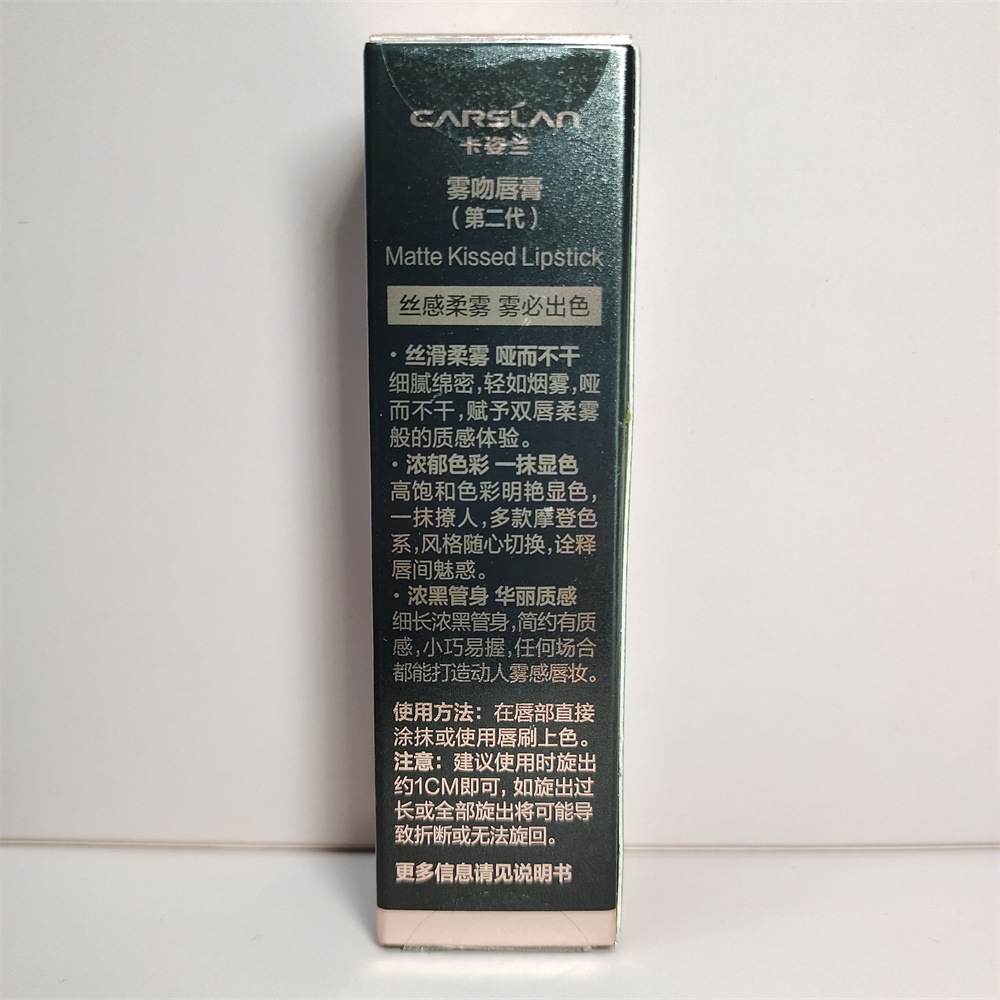 CARSLAN
卡姿兰
雾吻唇膏
(第二代)
Matte Kissed Lipstick
丝感柔雾 雾必出色
·丝滑柔雾 哑而不干
细腻绵密,轻如烟雾,哑
而不干,赋予双唇柔雾
般的质感体验。
·浓郁色彩 一抹显色
高饱和色彩明艳显色,
一抹撩人,多款摩登色
系,风格随心切换,诠释
唇间魅惑。
·浓黑管身 华丽质感
细长浓黑管身,简约有质
感,小巧易握,任何场合
都能打造动人雾感唇妆。
使用方法：在唇部直接
涂抹或使用唇刷上色。
注意：建议使用时旋出
约1CM即可,如旋出过
长或全部旋出将可能导
致折断或无法旋回。
更多信息请见说明书